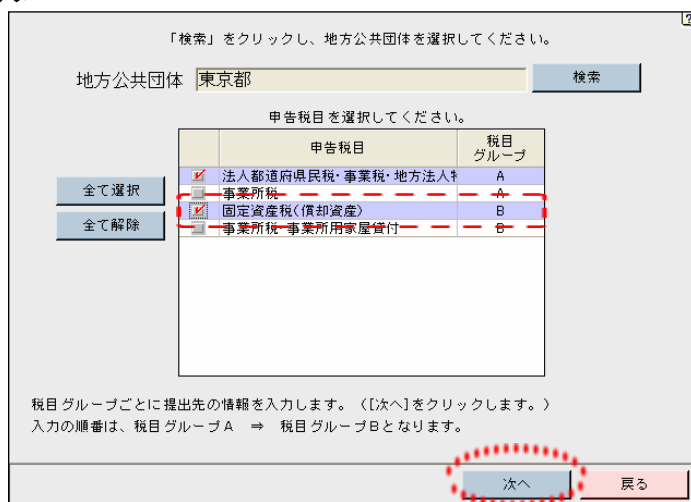 「検索」をクリックし、地方公共団体を選択してください。
地方公共団体 東京都 検索
申告税目を選択してください。
申告税目 税目グループ
法人都道府県民税・事業税・地方法人特 A
全て選択
事業所税 A
固定資産税(償却資産) B
全て解除
事業所税・事業所用家屋貸付 B
税目グループごとに提出先の情報を入力します。([次へ]をクリックします。)
入力の順番は、税目グループA ⇒ 税目グループBとなります。
次へ 戻る